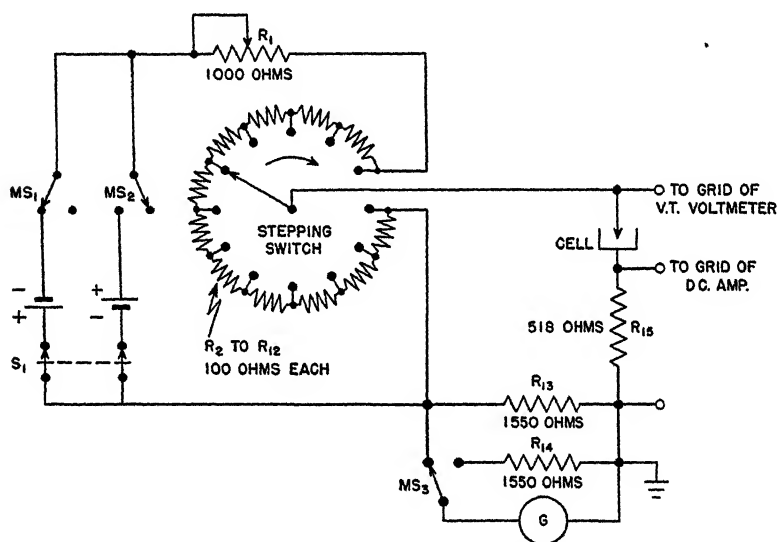 R1
1000 OHMS
MS1
MS2
STEPPING
SWITCH
TO GRID OF
V.T. VOLTMETER
CELL
TO GRID OF
D.C. AMP.
-
+
+
-
518 OHMS
R15
S1
R2 TO R12
100 OHMS EACH
R13
1550 OHMS
R14
1550 OHMS
MS3
G